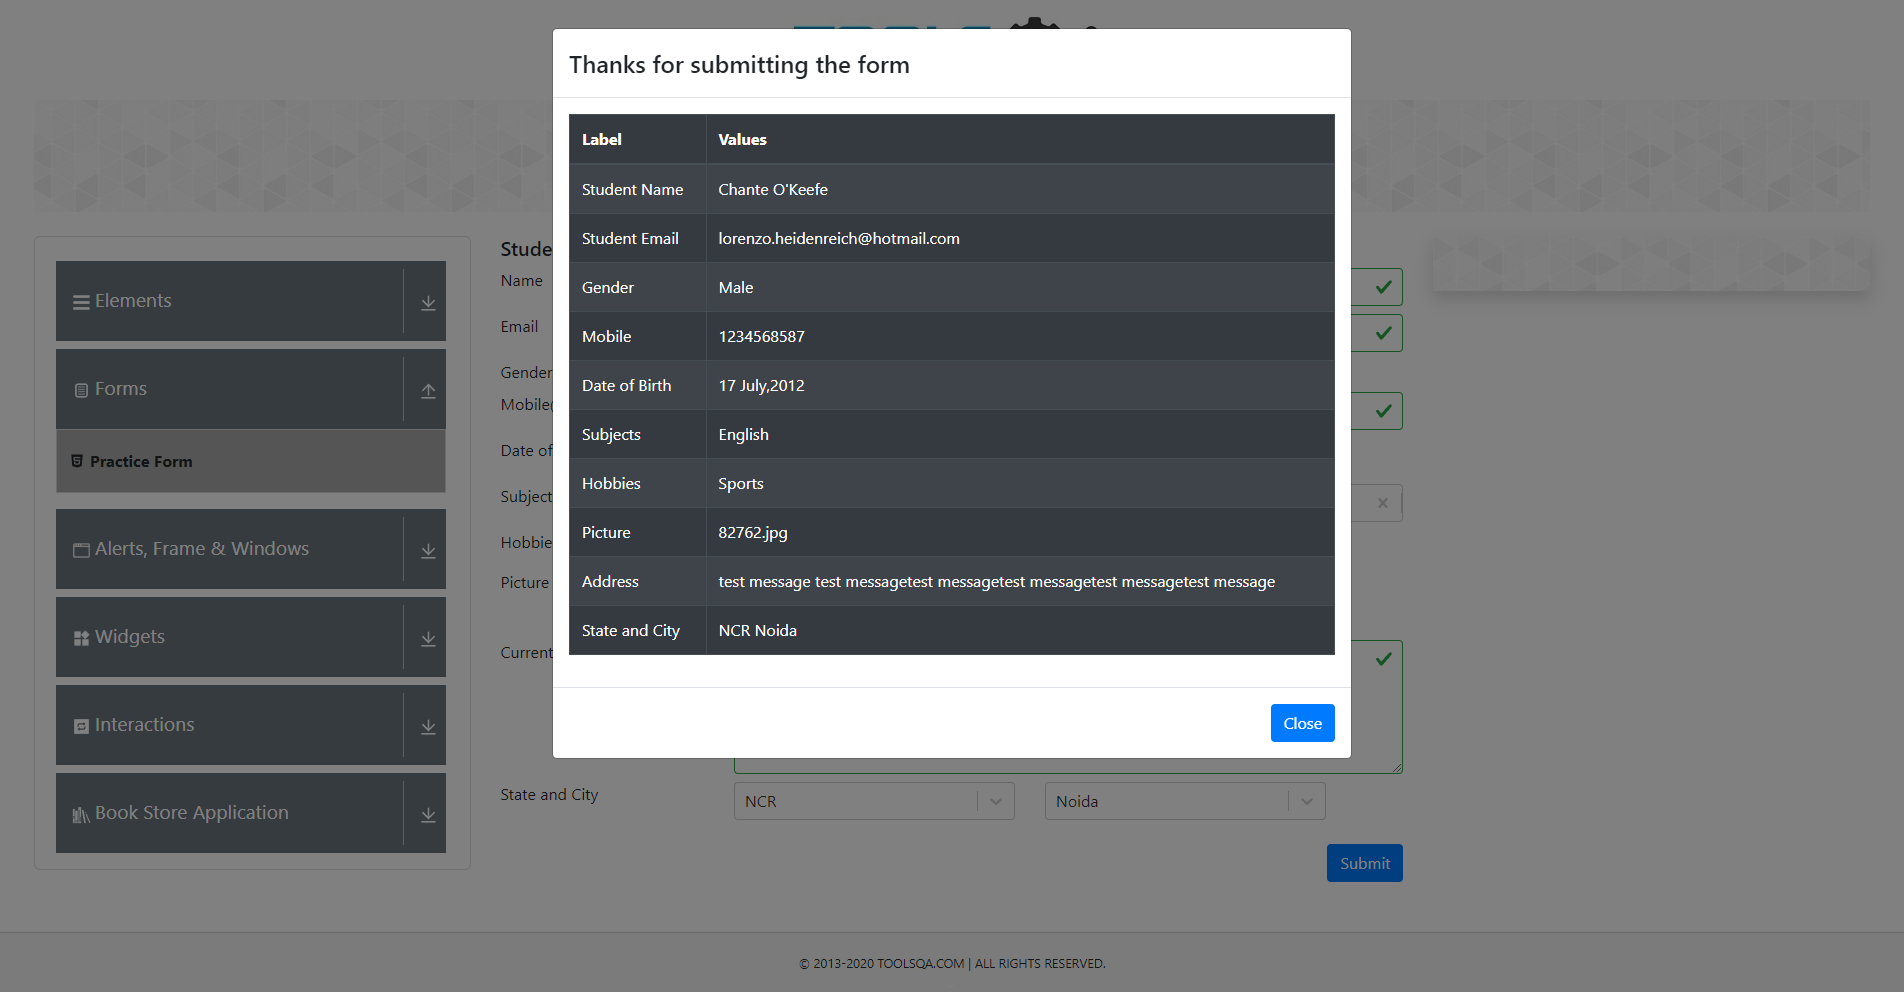 Thanks for submitting the form
Label Values
Student Name Chante O'Keefe
Student Email lorenzo.heidenreich@hotmail.com
Gender Male
Mobile 1234568587
Date of Birth 17 July,2012
Subjects English
Hobbies Sports
Picture 82762.jpg
Address test message test messagetest messagetest messagetest messagetest message
State and City NCR Noida
Close
Elements
Forms
Practice Form
Alerts, Frame & Windows
Widgets
Interactions
Book Store Application
Stude
Name
Email
Gender
Mobile(
Date of
Subject
Hobbie
Picture
Current
State and City NCR Noida
Submit
© 2013-2020 TOOLSQA.COM | ALL RIGHTS RESERVED.